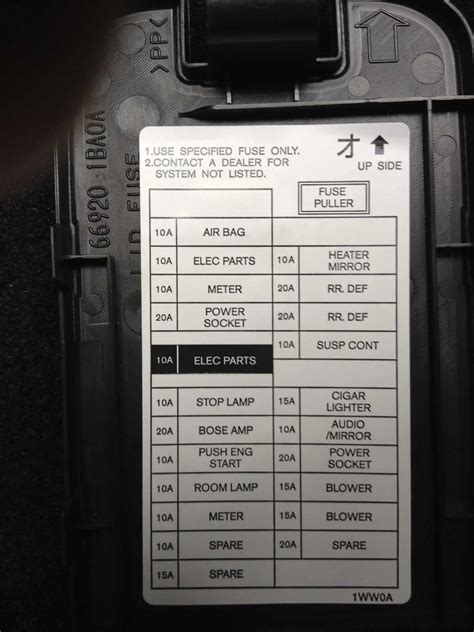 >PP<
66920 1BA0A
LID FUSE
1.USE SPECIFIED FUSE ONLY.
2.CONTACT A DEALER FOR
SYSTEM NOT LISTED.
オ
UP SIDE
FUSE
PULLER
10A AIR BAG
10A ELEC PARTS 10A HEATER
MIRROR
10A METER 20A RR. DEF
20A POWER
SOCKET 20A RR. DEF
10A SUSP CONT
10A ELEC PARTS
10A STOP LAMP 15A CIGAR
LIGHTER
20A BOSE AMP 10A AUDIO
/MIRROR
10A PUSH ENG
START 20A POWER
SOCKET
10A ROOM LAMP 15A BLOWER
10A METER 15A BLOWER
10A SPARE 20A SPARE
15A SPARE
1WW0A